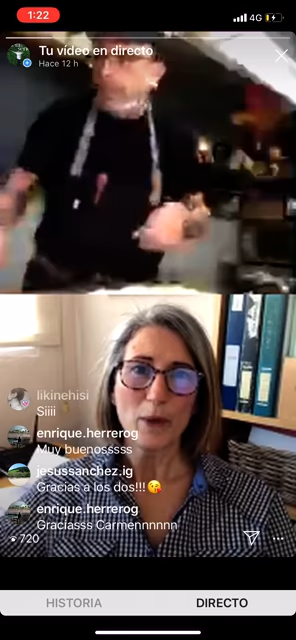 1:22
4G
Tu vídeo en directo
Hace 12 h
likinehisi
Siiii
enrique.herrerog
Muy buenosssss
jesussanchez.ig
Gracias a los dos!!!😘
enrique.herrerog
Graciasss Carmennnnnn
720
HISTORIA DIRECTO